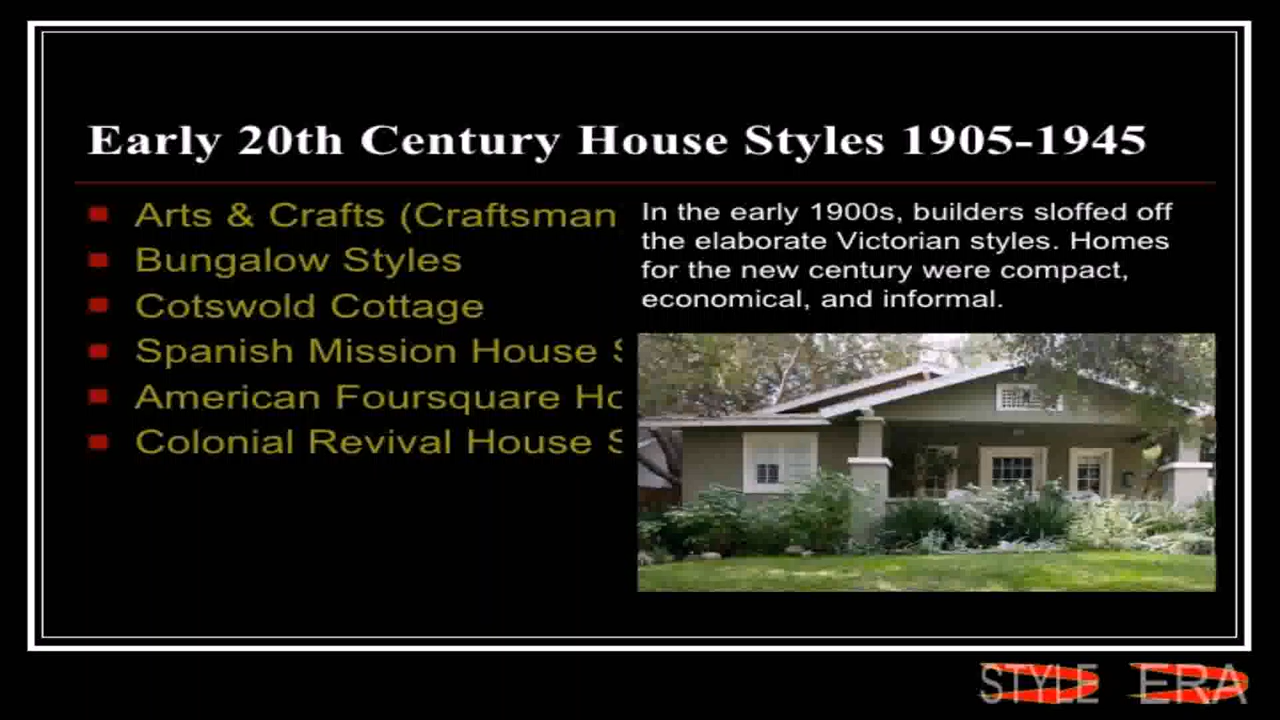 Early 20th Century House Styles 1905-1945
Arts & Crafts (Craftsman
Bungalow Styles
Cotswold Cottage
Spanish Mission House
American Foursquare
Colonial Revival House
In the early 1900s, builders sloffed off
the elaborate Victorian styles. Homes
for the new century were compact,
economical, and informal.
STYLE ERA